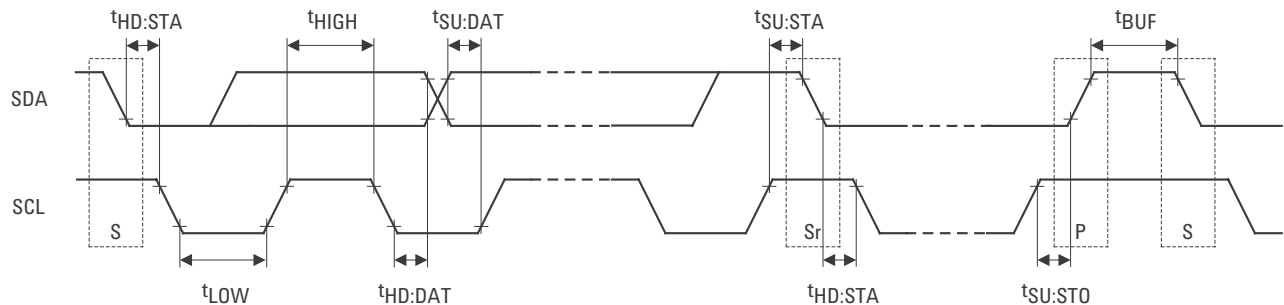 tHD:STA
tHIGH
tSU:DAT
tSU:STA
tBUF
SDA
SCL
S
Sr
P
S
tLOW
tHD:DAT
tHD:STA
tSU:STO